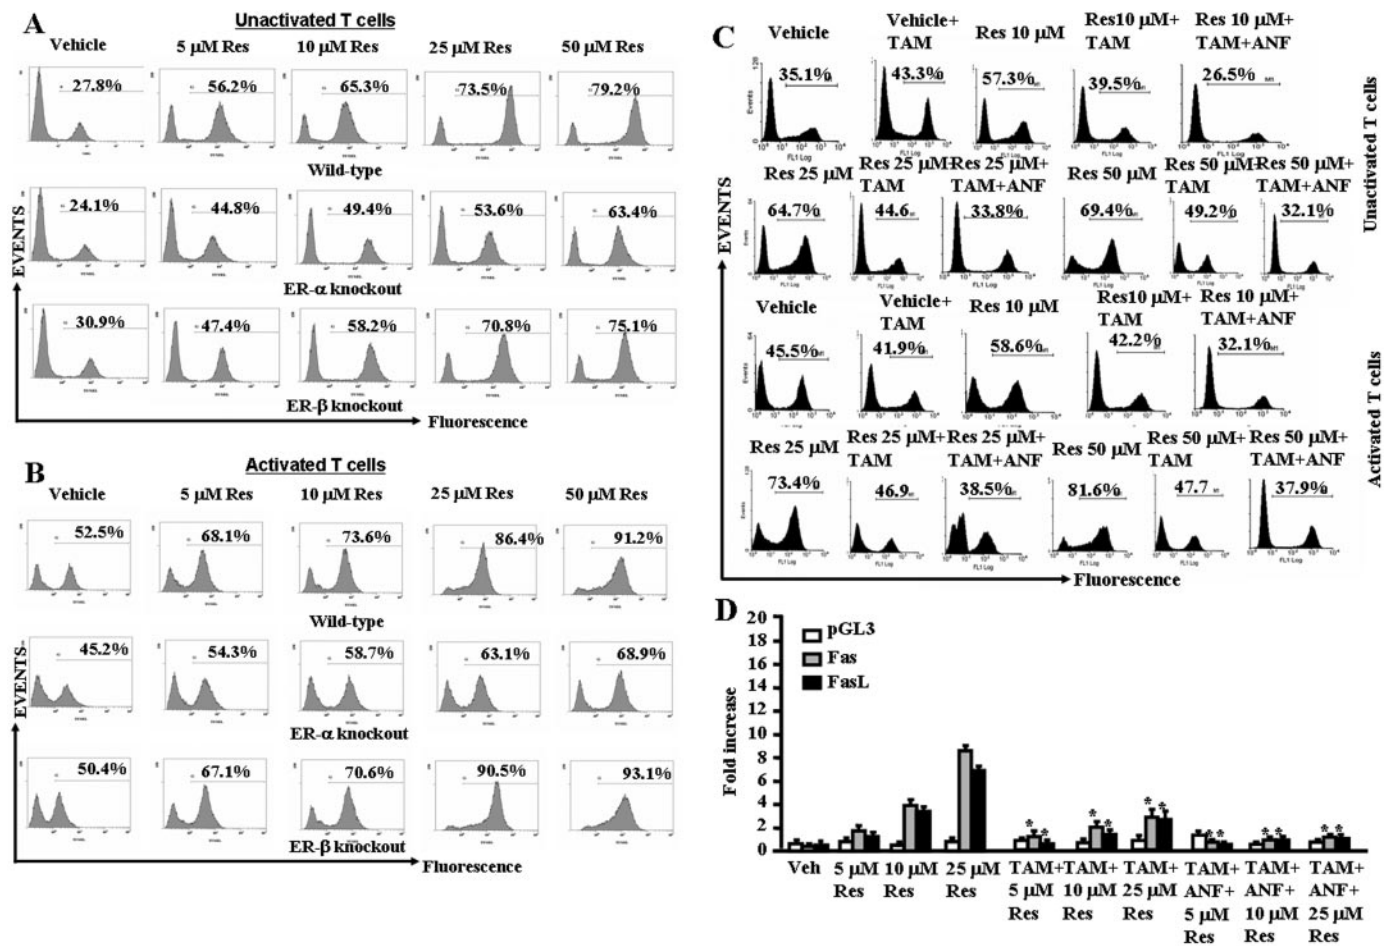 A
Unactivated T cells
Vehicle 5 µM Res 10 µM Res 25 µM Res 50 µM Res
27.8% 56.2% 65.3% 73.5% 79.2%
Wild-type
24.1% 44.8% 49.4% 53.6% 63.4%
ER-α knockout
30.9% 47.4% 58.2% 70.8% 75.1%
ER-β knockout
EVENTS
Fluorescence
B
Activated T cells
Vehicle 5 µM Res 10 µM Res 25 µM Res 50 µM Res
52.5% 68.1% 73.6% 86.4% 91.2%
Wild-type
45.2% 54.3% 58.7% 63.1% 68.9%
ER-α knockout
50.4% 67.1% 70.6% 90.5% 93.1%
ER-β knockout
EVENTS
Fluorescence
C
Vehicle Vehicle+ TAM Res 10 µM Res10 µM+ TAM Res 10 µM+ TAM+ANF
35.1% 43.3% 57.3% 39.5% 26.5%
Events
FL1 Log
Res 25 µM Res 25 µM+ TAM Res 25 µM+ TAM+ANF Res 50 µM Res 50 µM+ TAM Res 50 µM+ TAM+ANF
64.7% 44.6 33.8% 69.4% 49.2% 32.1%
Unactivated T cells
Vehicle Vehicle+ TAM Res 10 µM Res10 µM+ TAM Res 10 µM+ TAM+ANF
45.5% 41.9% 58.6% 42.2% 32.1%
Res 25 µM Res 25 µM+ TAM Res 25 µM+ TAM+ANF Res 50 µM Res 50 µM+ TAM Res 50 µM+ TAM+ANF
73.4% 46.9 38.5% 81.6% 47.7 37.9%
Activated T cells
EVENTS
Fluorescence
D
pGL3
Fas
FasL
Fold increase
20
18
16
14
12
10
8
6
4
2
0
* * * * * * * * * * * *
Veh
5 µM Res
10 µM Res
25 µM Res
TAM+ 5 µM Res
TAM+ 10 µM Res
TAM+ 25 µM Res
TAM+ ANF+ 5 µM Res
TAM+ ANF+ 10 µM Res
TAM+ ANF+ 25 µM Res